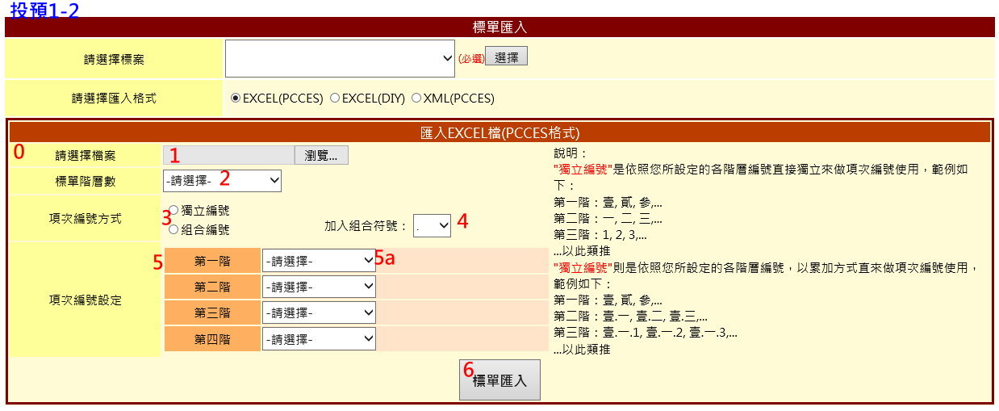 投預1-2
標單匯入
請選擇標案
(必選)
選擇
請選擇匯入格式
EXCEL(PCCES) EXCEL(DIY) XML(PCCES)
匯入EXCEL檔(PCCES格式)
0
請選擇檔案
1
瀏覽...
標單階層數
-請選擇-
2
項次編號方式
3
獨立編號
組合編號
加入組合符號：
.
4
項次編號設定
5
第一階
-請選擇-
5a
第二階
-請選擇-
第三階
-請選擇-
第四階
-請選擇-
說明：
"獨立編號"是依照您所設定的各階層編號直接獨立來做項次編號使用，範例如
下：
第一階：壹, 貳, 參,...
第二階：一, 二, 三,...
第三階：1, 2, 3,...
...以此類推
"獨立編號"則是依照您所設定的各階層編號，以累加方式直來做項次編號使用，
範例如下：
第一階：壹, 貳, 參,...
第二階：壹.一, 壹.二, 壹.三,...
第三階：壹.一.1, 壹.一.2, 壹.一.3,...
...以此類推
6
標單匯入